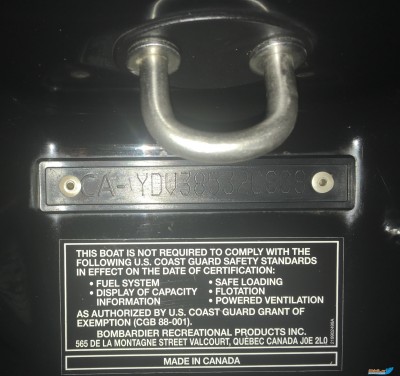 THIS BOAT IS NOT REQUIRED TO COMPLY WITH THE
FOLLOWING U.S. COAST GUARD SAFETY STANDARDS
IN EFFECT ON THE DATE OF CERTIFICATION:
• FUEL SYSTEM
• DISPLAY OF CAPACITY
INFORMATION
• SAFE LOADING
• FLOTATION
• POWERED VENTILATION
AS AUTHORIZED BY U.S. COAST GUARD GRANT OF
EXEMPTION (CGB 88-001).
BOMBARDIER RECREATIONAL PRODUCTS INC.
565 DE LA MONTAGNE STREET VALCOURT, QUÉBEC CANADA JOE 2LO
MADE IN CANADA